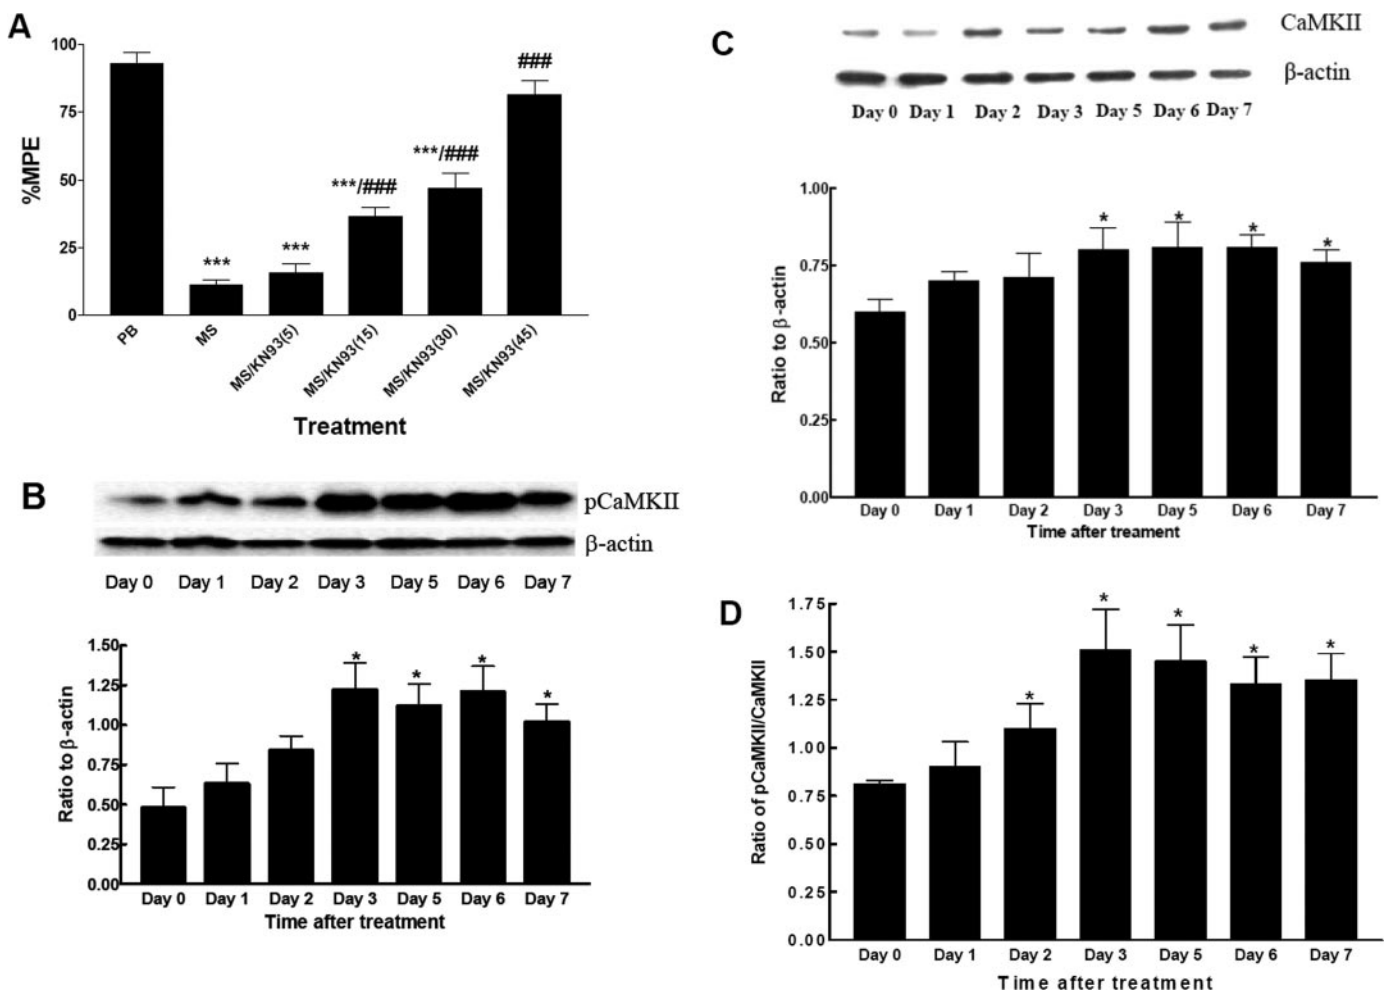 A
100
75
50
25
0
%MPE
***
***
***/###
***/###
###
PB
MS
MS/KN93(5)
MS/KN93(15)
MS/KN93(30)
MS/KN93(45)
Treatment
B
pCaMKII
β-actin
Day 0 Day 1 Day 2 Day 3 Day 5 Day 6 Day 7
1.50
1.25
1.00
0.75
0.50
0.25
0.00
Ratio to β-actin
* * * *
Day 0 Day 1 Day 2 Day 3 Day 5 Day 6 Day 7
Time after treatment
C
CaMKII
β-actin
Day 0 Day 1 Day 2 Day 3 Day 5 Day 6 Day 7
1.00
0.75
0.50
0.25
0.00
Ratio to β-actin
* * * *
Day 0 Day 1 Day 2 Day 3 Day 5 Day 6 Day 7
Time after treament
D
1.75
1.50
1.25
1.00
0.75
0.50
0.25
0.00
Ratio of pCaMKII/CaMKII
* * * * *
Day 0 Day 1 Day 2 Day 3 Day 5 Day 6 Day 7
Time after treatment